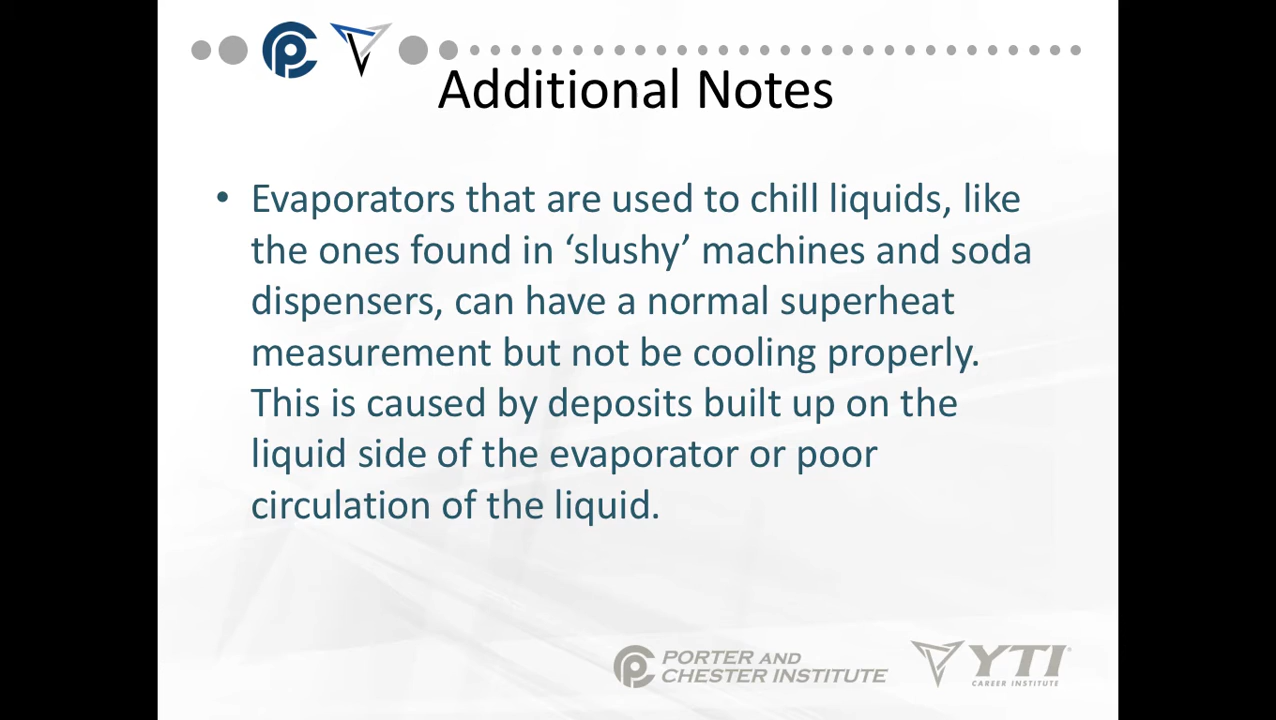 Additional Notes
• Evaporators that are used to chill liquids, like
the ones found in ‘slushy’ machines and soda
dispensers, can have a normal superheat
measurement but not be cooling properly.
This is caused by deposits built up on the
liquid side of the evaporator or poor
circulation of the liquid.
PORTER AND
CHESTER INSTITUTE
YTI®
CAREER INSTITUTE